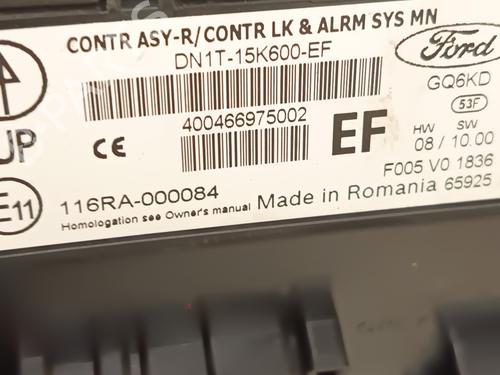 CONTR ASY-R/CONTR LK & ALRM SYS MN
DN1T-15K600-EF
Ford
GQ6KD
53F
400466975002
EF
HW SW
08 / 10.00
UP
CE
F005 V0 1836
E11
116RA-000084
Made in Romania 65925
Homologation see Owner's manual